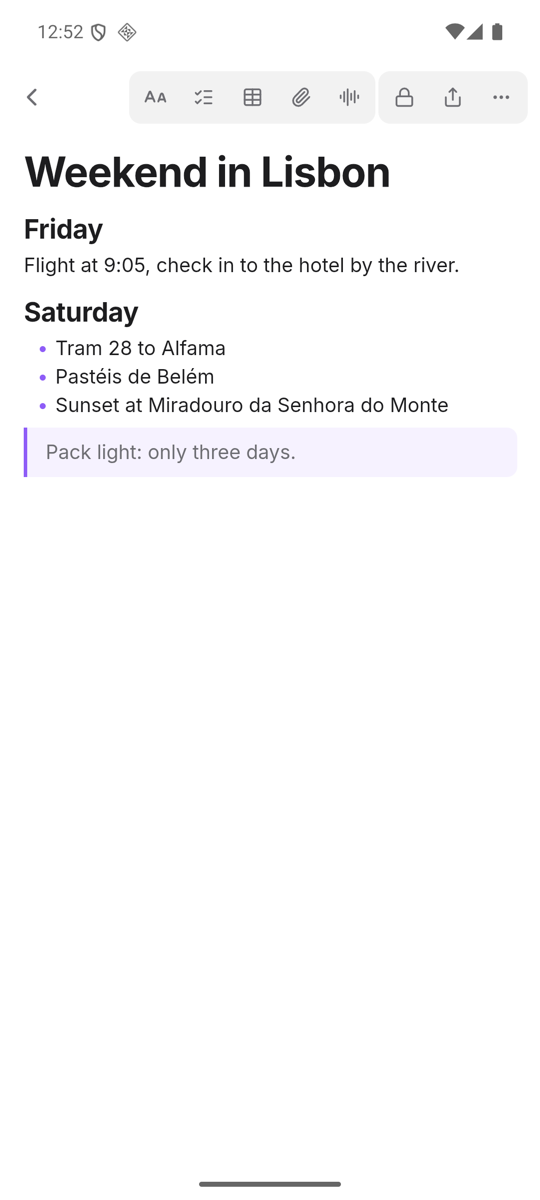 12:52
AA
Weekend in Lisbon
Friday
Flight at 9:05, check in to the hotel by the river.
Saturday
• Tram 28 to Alfama
• Pastéis de Belém
• Sunset at Miradouro da Senhora do Monte
Pack light: only three days.